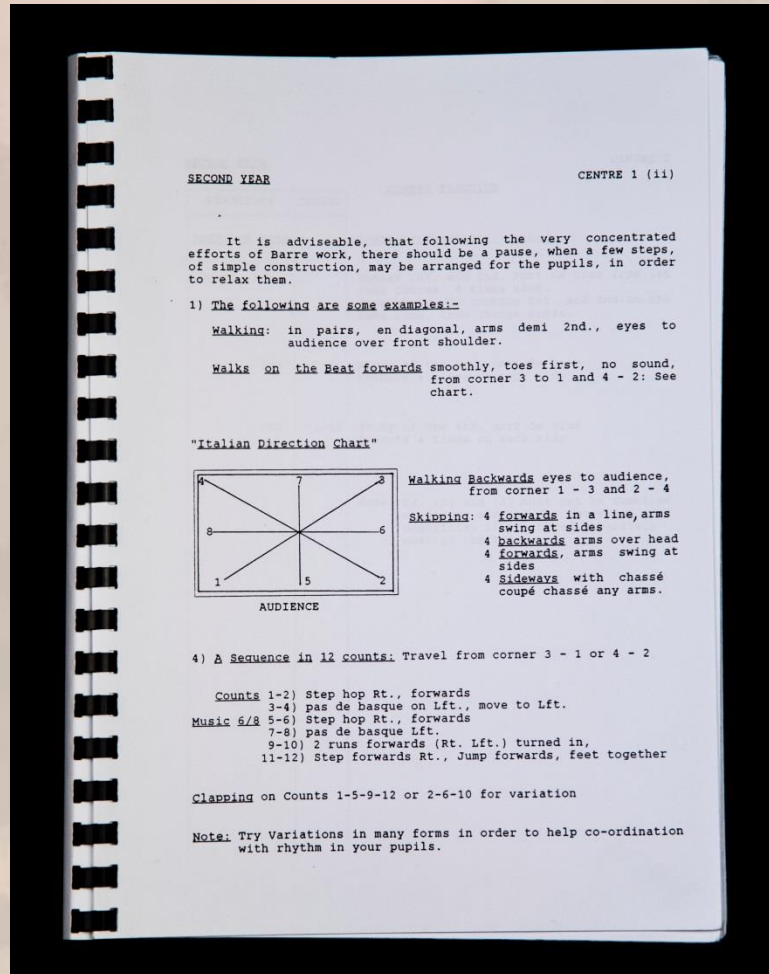 SECOND YEAR
CENTRE 1 (ii)
It is adviseable, that following the very concentrated
efforts of Barre work, there should be a pause, when a few steps,
of simple construction, may be arranged for the pupils, in order
to relax them.
1) The following are some examples:-
Walking: in pairs, en diagonal, arms demi 2nd., eyes to
audience over front shoulder.
Walks on the Beat forwards smoothly, toes first, no sound,
from corner 3 to 1 and 4 - 2: See
chart.
"Italian Direction Chart"
4 7 3
8 6
1 5 2
AUDIENCE
Walking Backwards eyes to audience,
from corner 1 - 3 and 2 - 4
Skipping: 4 forwards in a line, arms
swing at sides
4 backwards arms over head
4 forwards, arms swing at
sides
4 Sideways with chassé
coupé chassé any arms.
4) A Sequence in 12 counts: Travel from corner 3 - 1 or 4 - 2
Counts 1-2) Step hop Rt., forwards
3-4) pas de basque on Lft., move to Lft.
Music 6/8 5-6) Step hop Rt., forwards
7-8) pas de basque Lft.
9-10) 2 runs forwards (Rt. Lft.) turned in,
11-12) Step forwards Rt., Jump forwards, feet together
Clapping on Counts 1-5-9-12 or 2-6-10 for variation
Note: Try Variations in many forms in order to help co-ordination
with rhythm in your pupils.